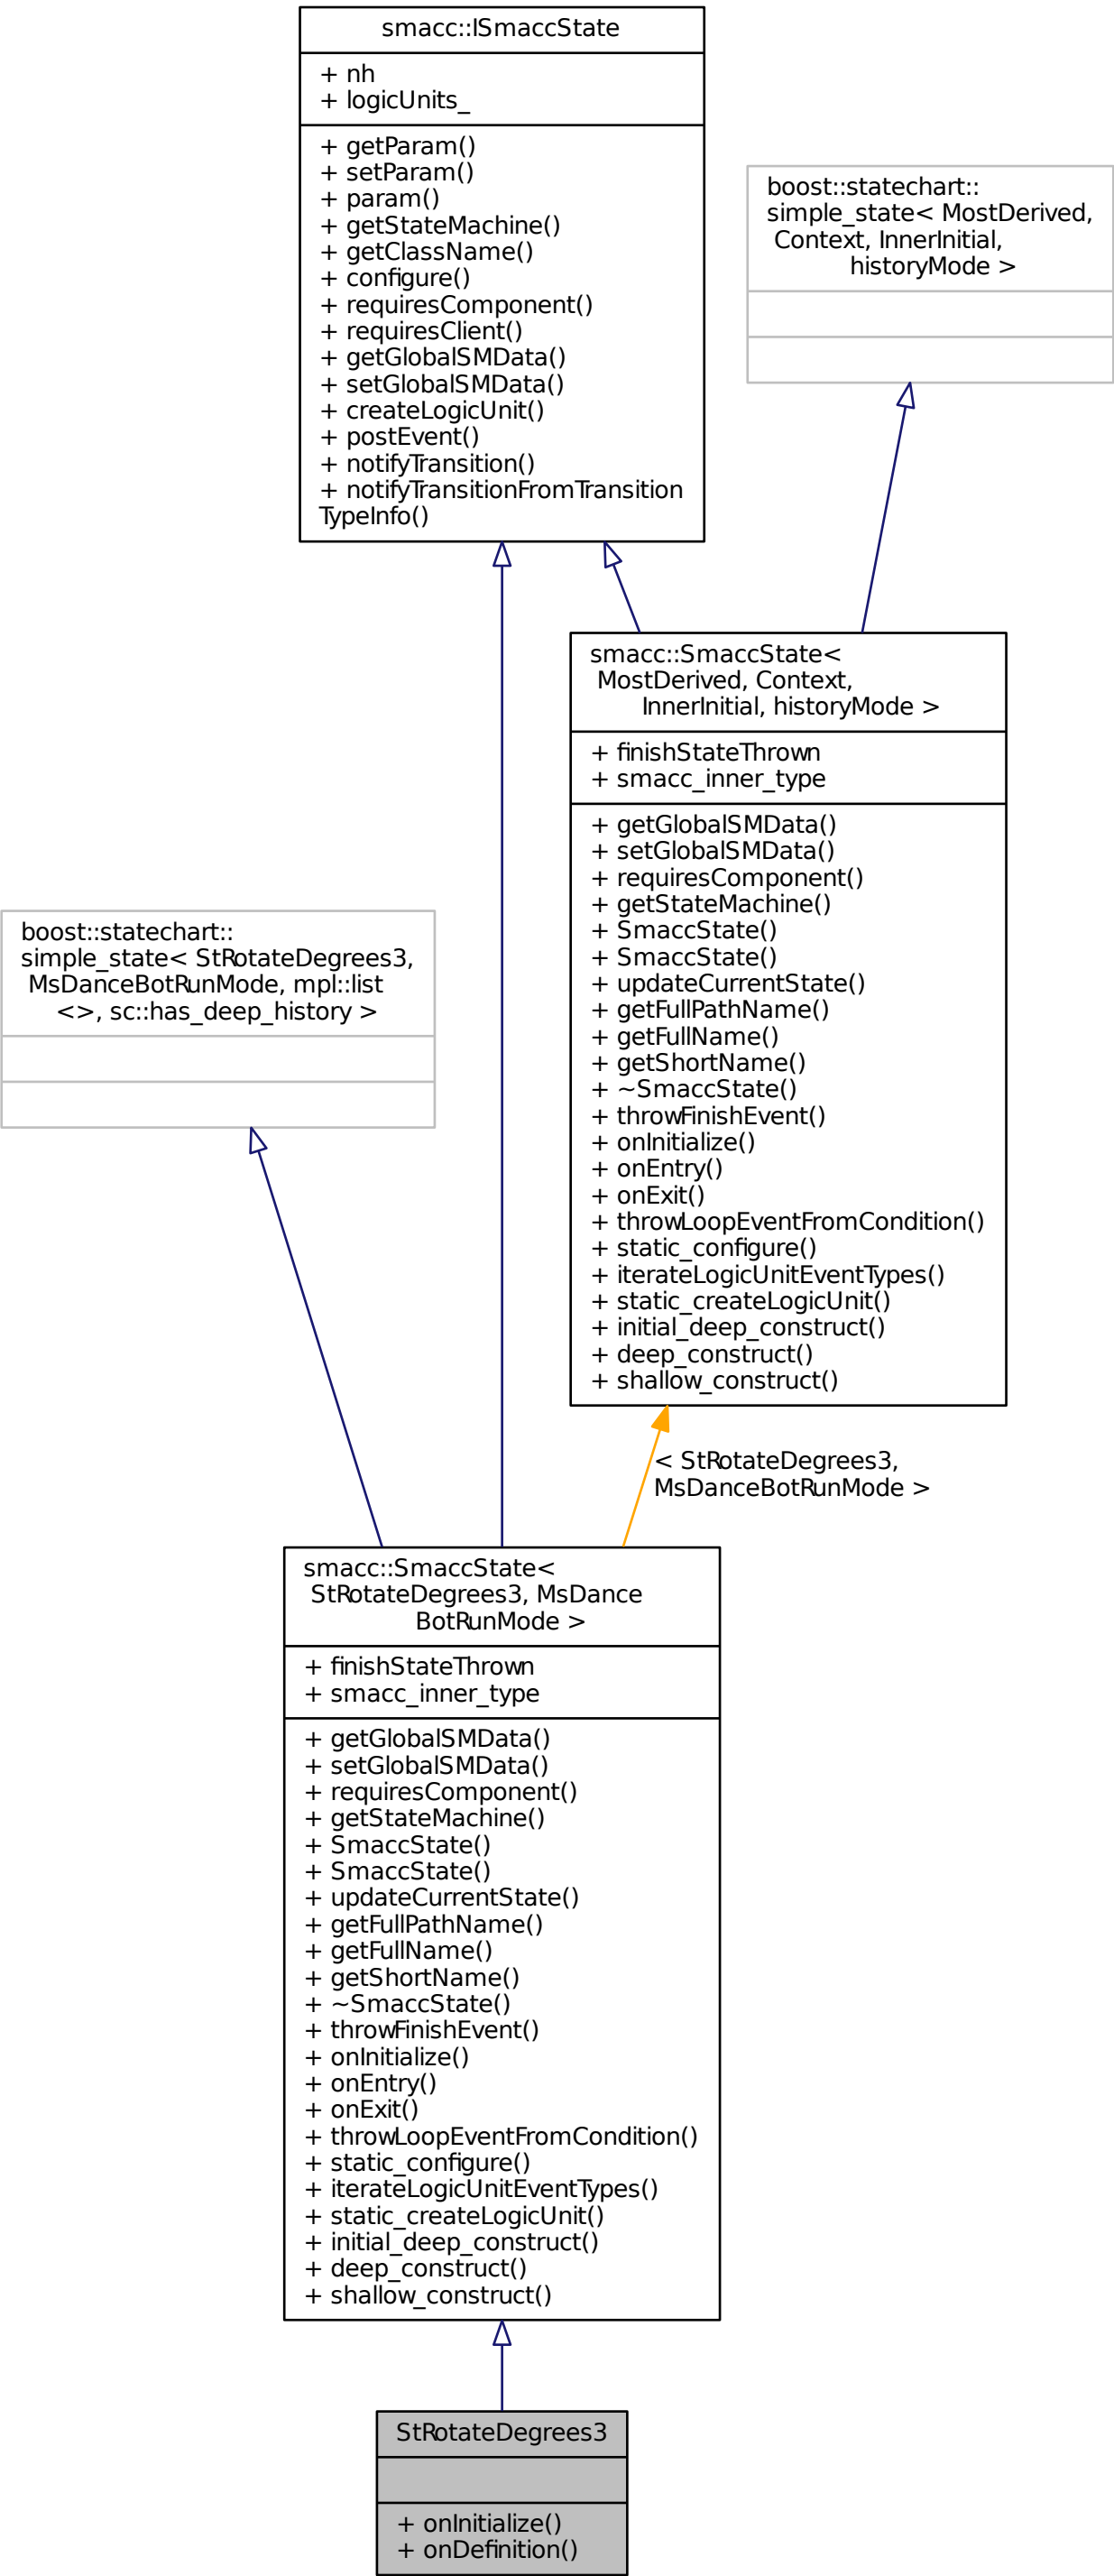 smacc::ISmaccState
+ nh
+ logicUnits_
+ getParam()
+ setParam()
+ param()
+ getStateMachine()
+ getClassName()
+ configure()
+ requiresComponent()
+ requiresClient()
+ getGlobalSMData()
+ setGlobalSMData()
+ createLogicUnit()
+ postEvent()
+ notifyTransition()
+ notifyTransitionFromTransition
TypeInfo()
boost::statechart::
simple_state< MostDerived,
Context, InnerInitial,
historyMode >
smacc::SmaccState<
MostDerived, Context,
InnerInitial, historyMode >
+ finishStateThrown
+ smacc_inner_type
+ getGlobalSMData()
+ setGlobalSMData()
+ requiresComponent()
+ getStateMachine()
+ SmaccState()
+ SmaccState()
+ updateCurrentState()
+ getFullPathName()
+ getFullName()
+ getShortName()
+ ~SmaccState()
+ throwFinishEvent()
+ onInitialize()
+ onEntry()
+ onExit()
+ throwLoopEventFromCondition()
+ static_configure()
+ iterateLogicUnitEventTypes()
+ static_createLogicUnit()
+ initial_deep_construct()
+ deep_construct()
+ shallow_construct()
boost::statechart::
simple_state< StRotateDegrees3,
MsDanceBotRunMode, mpl::list
<>, sc::has_deep_history >
< StRotateDegrees3,
MsDanceBotRunMode >
smacc::SmaccState<
StRotateDegrees3, MsDance
BotRunMode >
+ finishStateThrown
+ smacc_inner_type
+ getGlobalSMData()
+ setGlobalSMData()
+ requiresComponent()
+ getStateMachine()
+ SmaccState()
+ SmaccState()
+ updateCurrentState()
+ getFullPathName()
+ getFullName()
+ getShortName()
+ ~SmaccState()
+ throwFinishEvent()
+ onInitialize()
+ onEntry()
+ onExit()
+ throwLoopEventFromCondition()
+ static_configure()
+ iterateLogicUnitEventTypes()
+ static_createLogicUnit()
+ initial_deep_construct()
+ deep_construct()
+ shallow_construct()
StRotateDegrees3
+ onInitialize()
+ onDefinition()